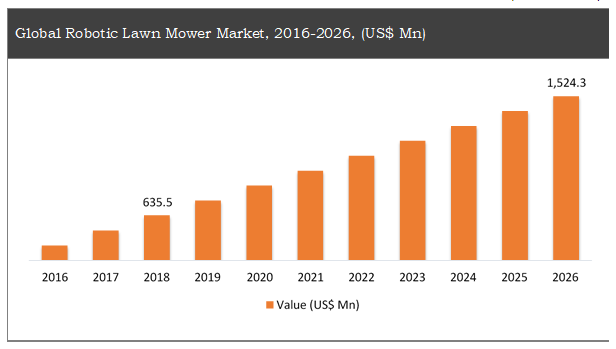 Global Robotic Lawn Mower Market, 2016-2026, (US$ Mn)
1,524.3
635.5
2016 2017 2018 2019 2020 2021 2022 2023 2024 2025 2026
Value (US$ Mn)